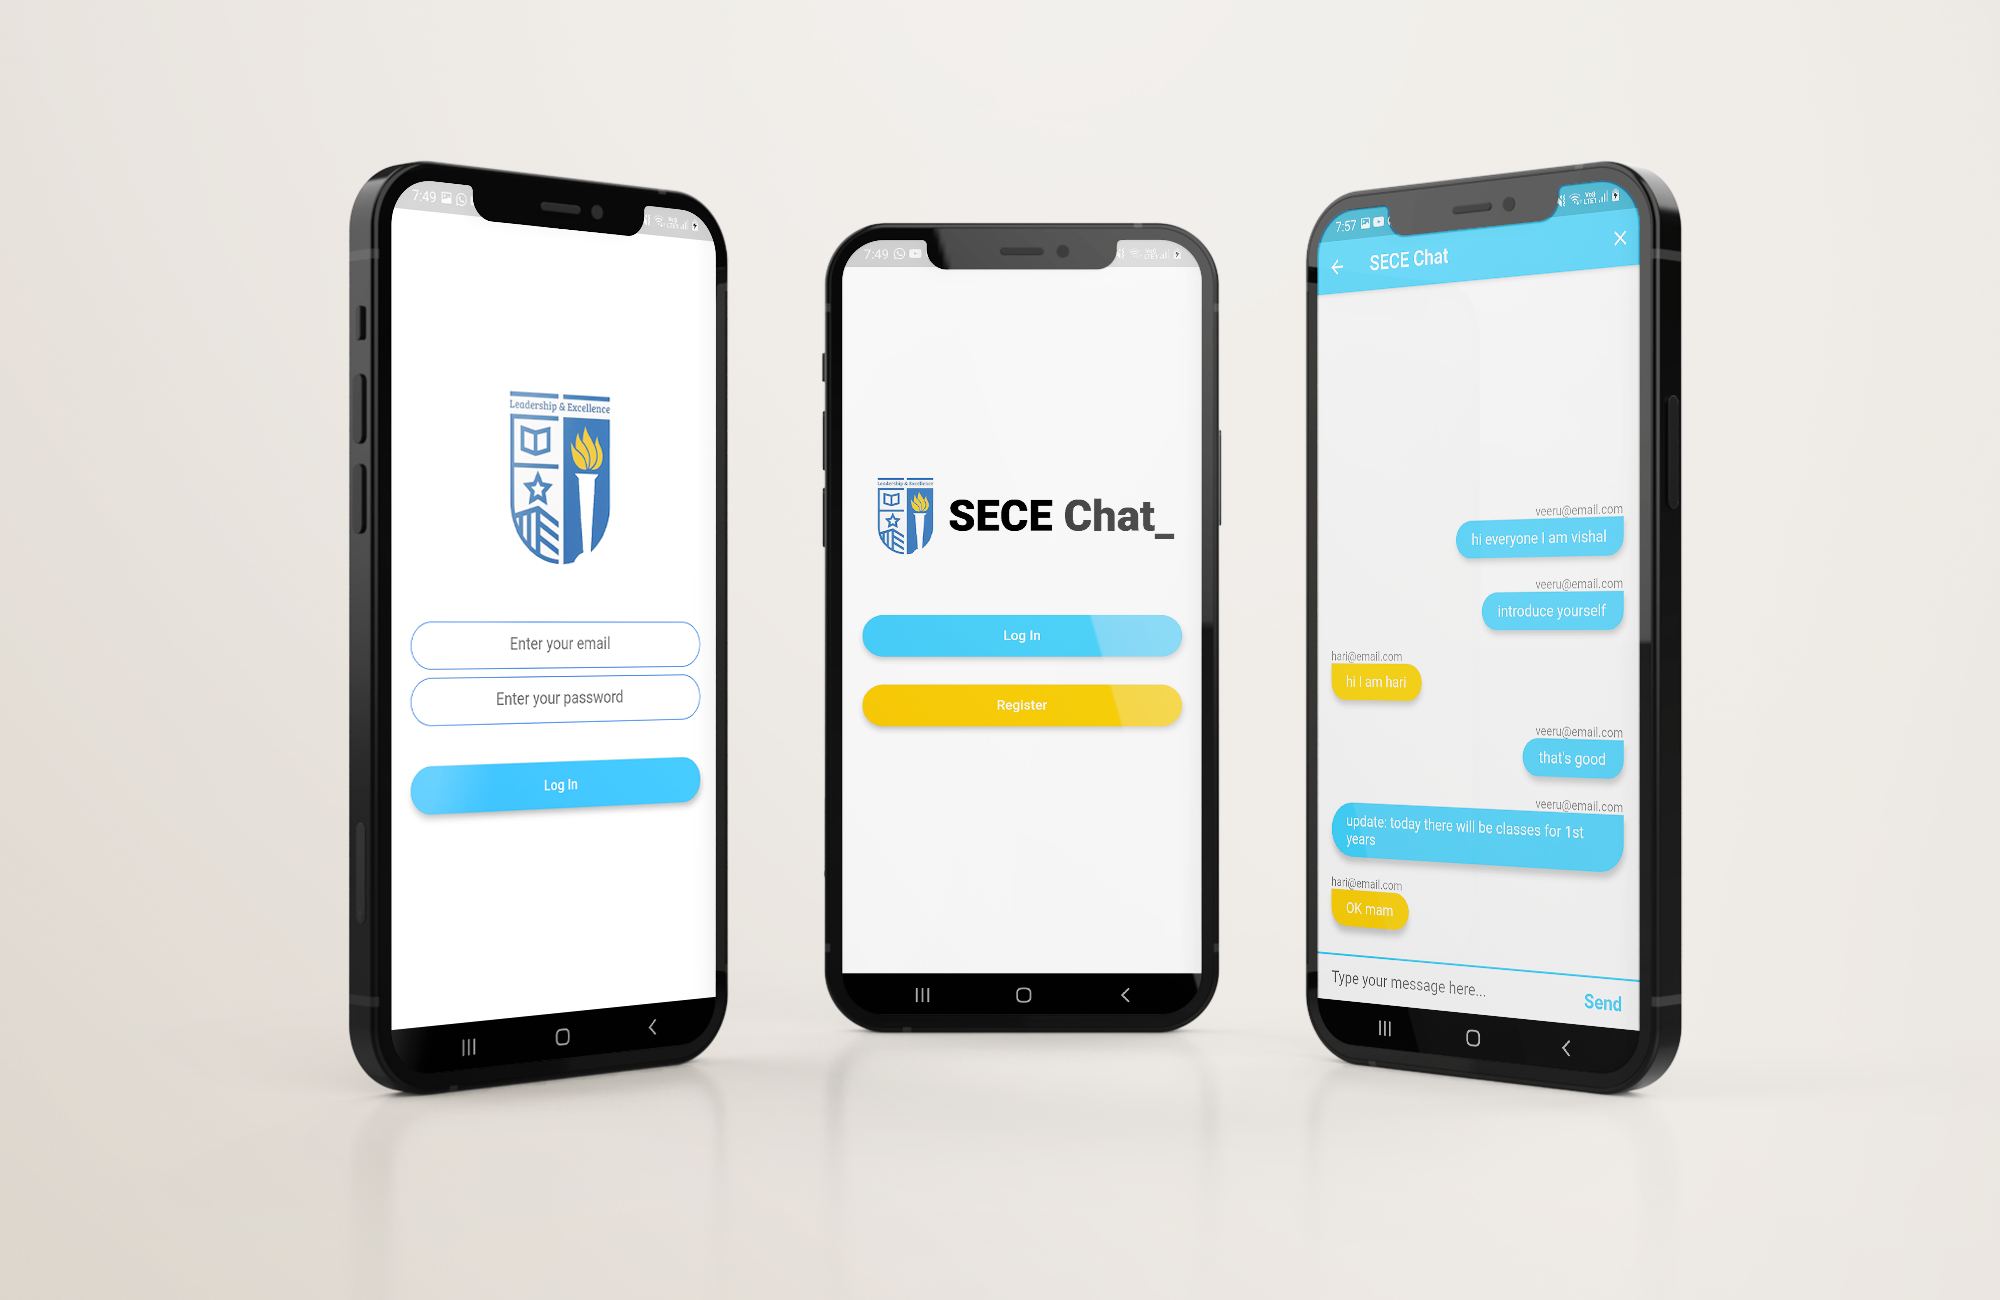 7:49
Leadership & Excellence
Enter your email
Enter your password
Log In
7:49
Leadership & Excellence
SECE Chat_
Log In
Register
7:57
SECE Chat
veeru@email.com
hi everyone I am vishal
veeru@email.com
introduce yourself
hari@email.com
hi I am hari
veeru@email.com
that's good
veeru@email.com
update: today there will be classes for 1st
years
hari@email.com
OK mam
Type your message here...
Send